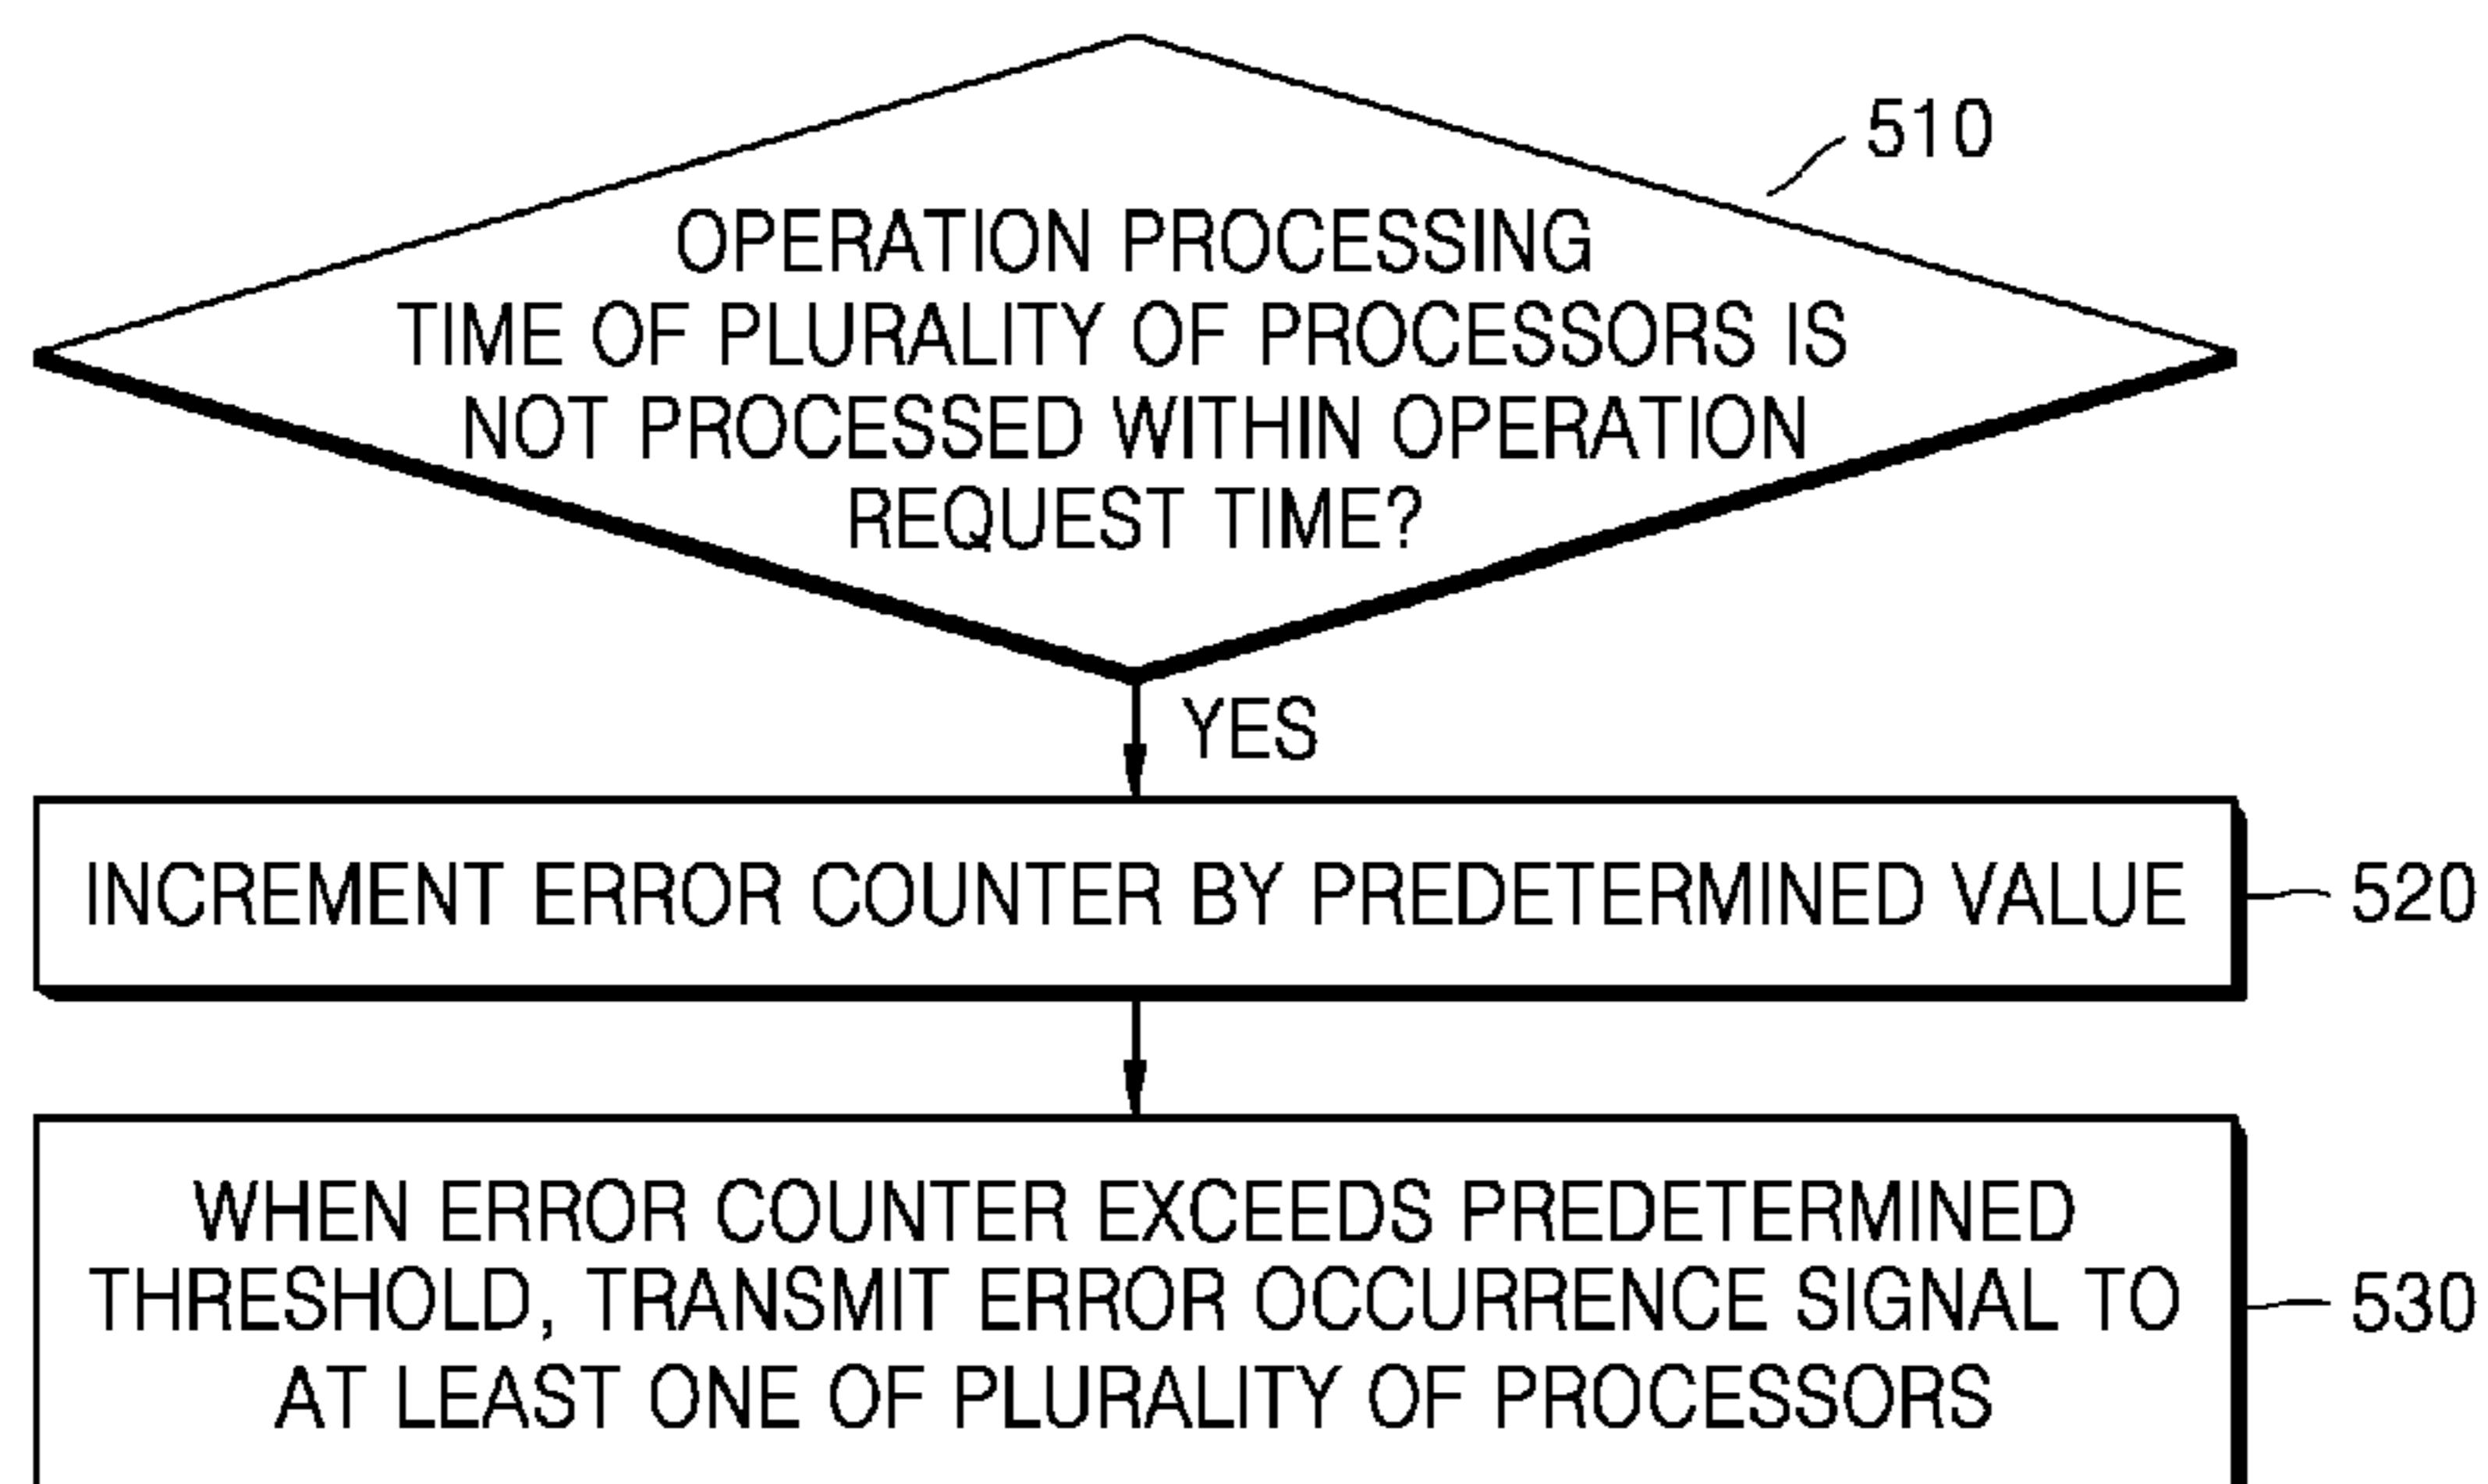 510
OPERATION PROCESSING
TIME OF PLURALITY OF PROCESSORS IS
NOT PROCESSED WITHIN OPERATION
REQUEST TIME?
YES
INCREMENT ERROR COUNTER BY PREDETERMINED VALUE
520
WHEN ERROR COUNTER EXCEEDS PREDETERMINED
THRESHOLD, TRANSMIT ERROR OCCURRENCE SIGNAL TO
AT LEAST ONE OF PLURALITY OF PROCESSORS
530